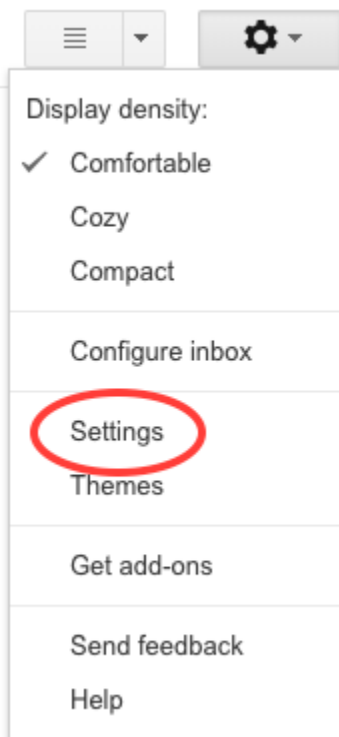 Display density:
Comfortable
Cozy
Compact
Configure inbox
Settings
Themes
Get add-ons
Send feedback
Help